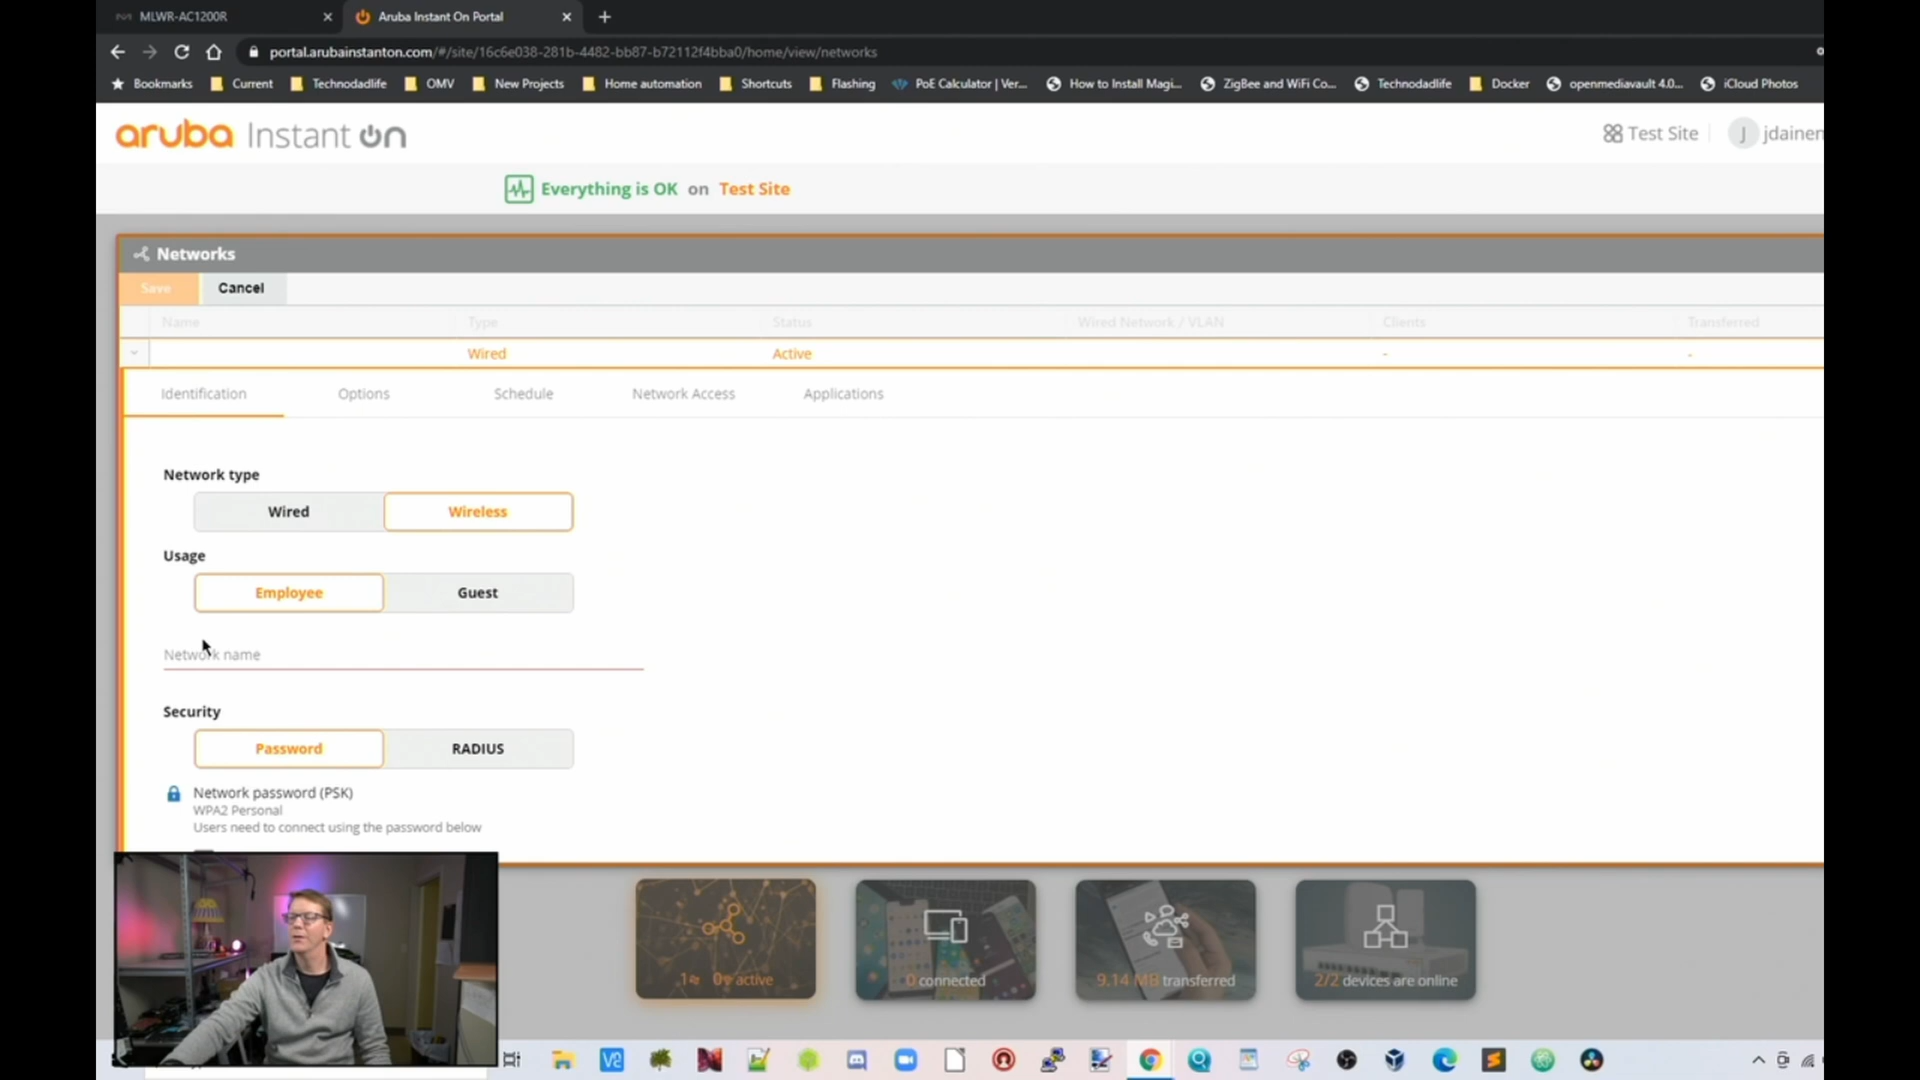 MLWR-AC1200R
Aruba Instant On Portal
portal.arubainstanton.com/#/site/16c6e038-281b-4482-bb87-b72112f4bba0/home/view/networks
Bookmarks Current Technodadlife OMV New Projects Home automation Shortcuts Flashing PoE Calculator | Ver... How to Install Magi... ZigBee and WiFi Co... Technodadlife Docker openmediavault 4.0... iCloud Photos
aruba Instant On
Test Site
J jdainen
Everything is OK on Test Site
Networks
Save Cancel
Name Type Status Wired Network / VLAN Clients Transferred
Wired Active - -
Identification Options Schedule Network Access Applications
Network type
Wired Wireless
Usage
Employee Guest
Network name
Security
Password RADIUS
Network password (PSK)
WPA2 Personal
Users need to connect using the password below
1 0 active
0 connected
9.14 MB transferred
2/2 devices are online